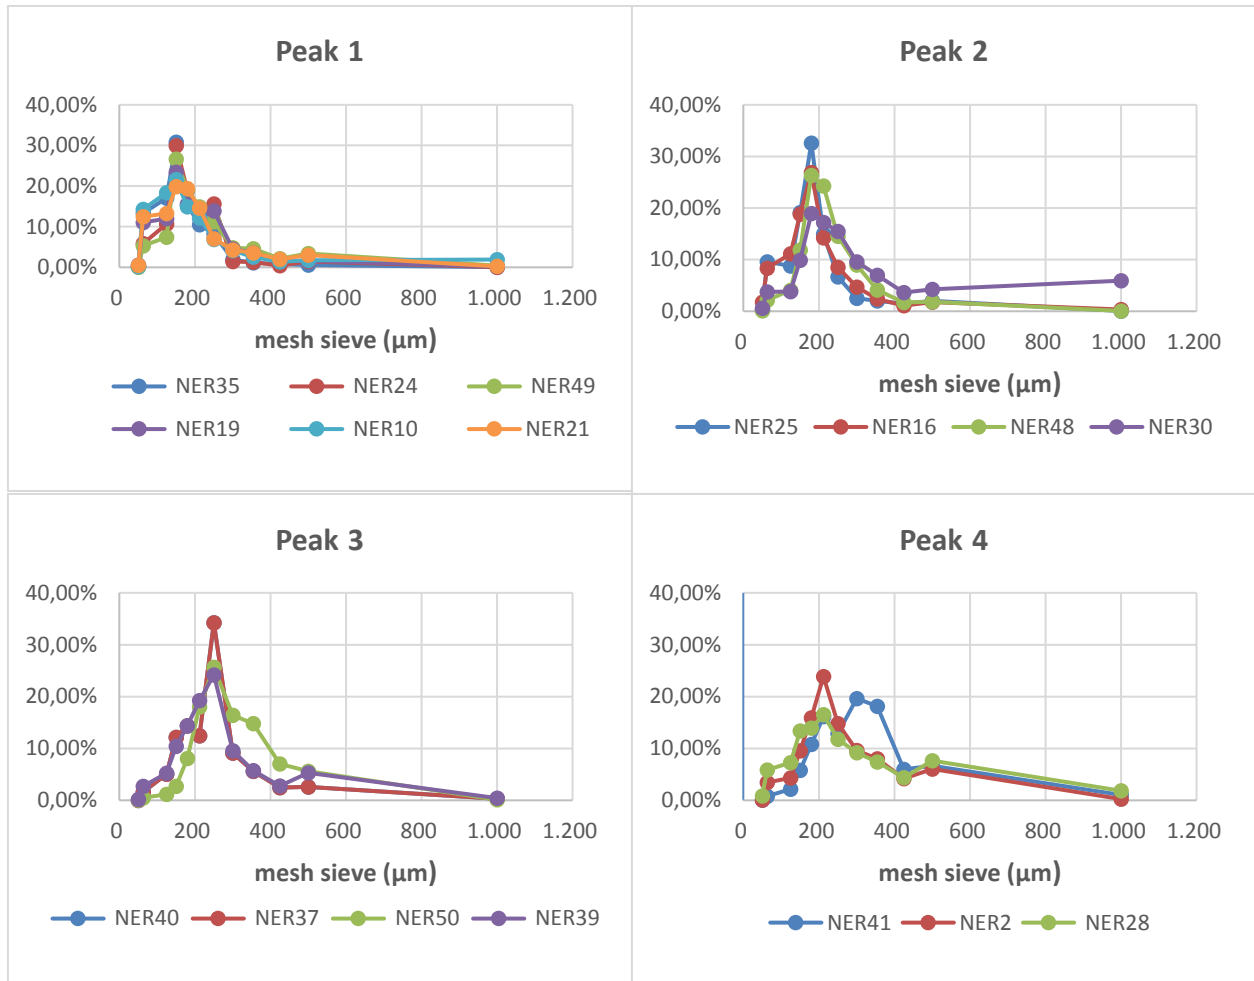 Peak 1
40,00%
30,00%
20,00%
10,00%
0,00%
0 200 400 600 800 1.000 1.200
mesh sieve (µm)
NER35 NER24 NER49
NER19 NER10 NER21
Peak 2
40,00%
30,00%
20,00%
10,00%
0,00%
0 200 400 600 800 1.000 1.200
mesh sieve (µm)
NER25 NER16 NER48 NER30
Peak 3
40,00%
30,00%
20,00%
10,00%
0,00%
0 200 400 600 800 1.000 1.200
mesh sieve (µm)
NER40 NER37 NER50 NER39
Peak 4
40,00%
30,00%
20,00%
10,00%
0,00%
0 200 400 600 800 1.000 1.200
mesh sieve (µm)
NER41 NER2 NER28